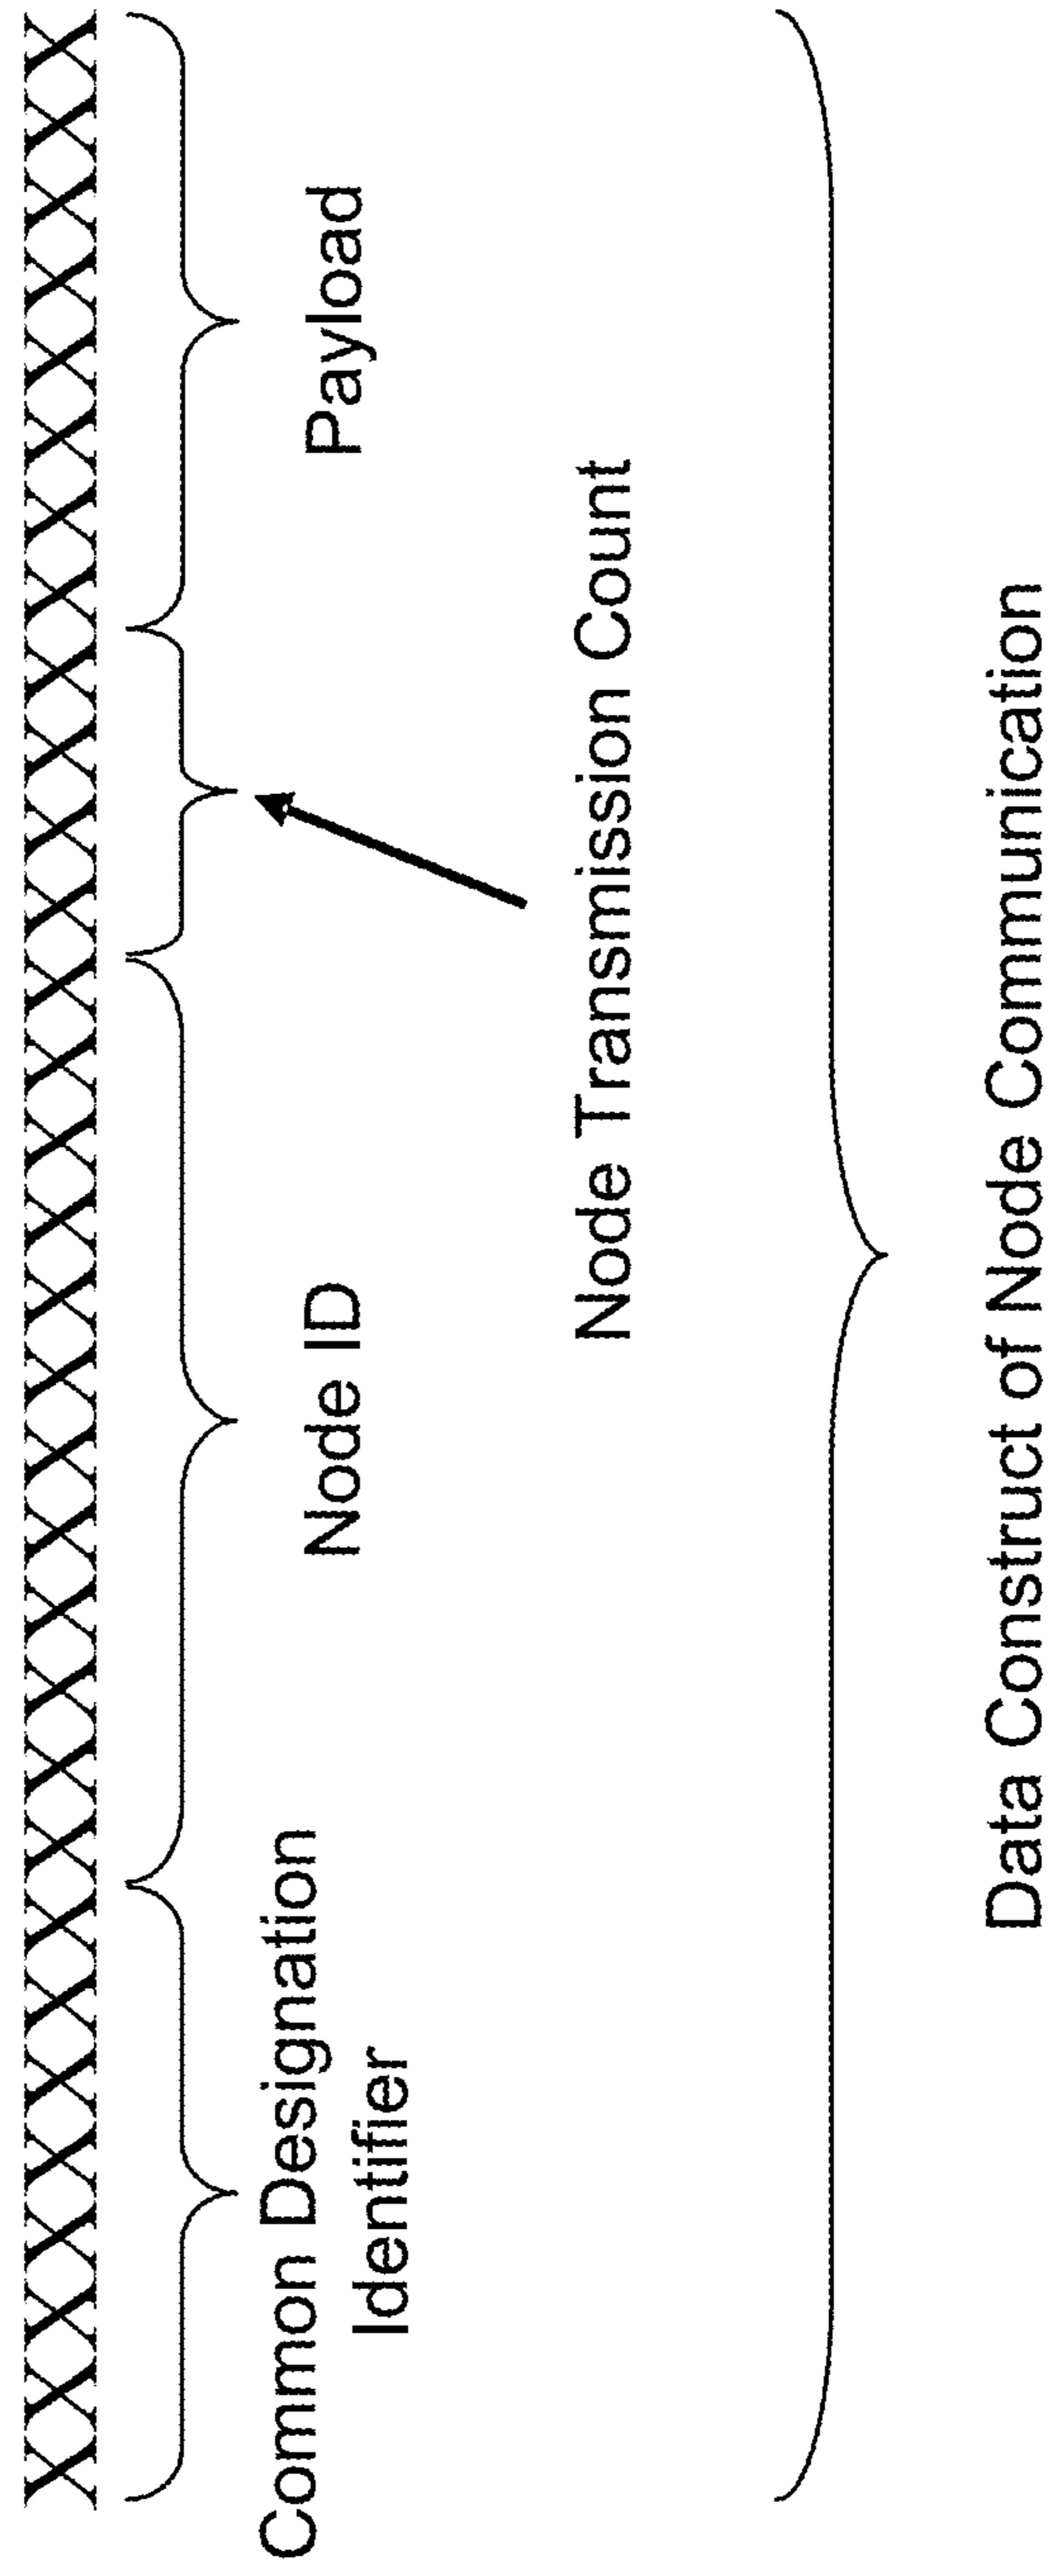 Common Designation
Identifier
Node ID
Payload
Node Transmission Count
Data Construct of Node Communication